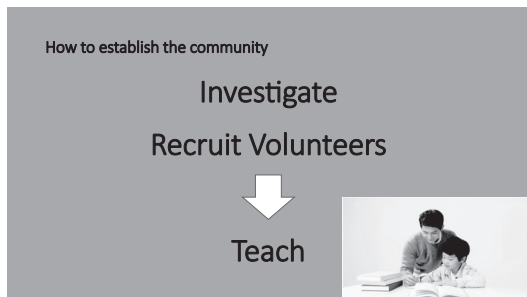 How to establish the community
Investigate
Recruit Volunteers
Teach